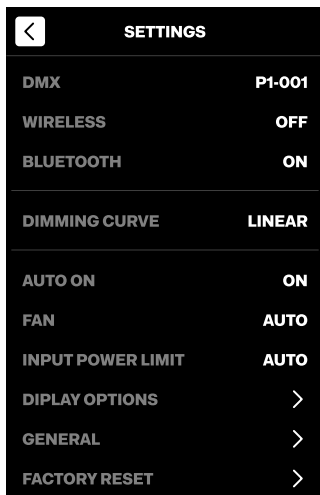 SETTINGS
DMX P1-001
WIRELESS OFF
BLUETOOTH ON
DIMMING CURVE LINEAR
AUTO ON ON
FAN AUTO
INPUT POWER LIMIT AUTO
DIPLAY OPTIONS
GENERAL
FACTORY RESET